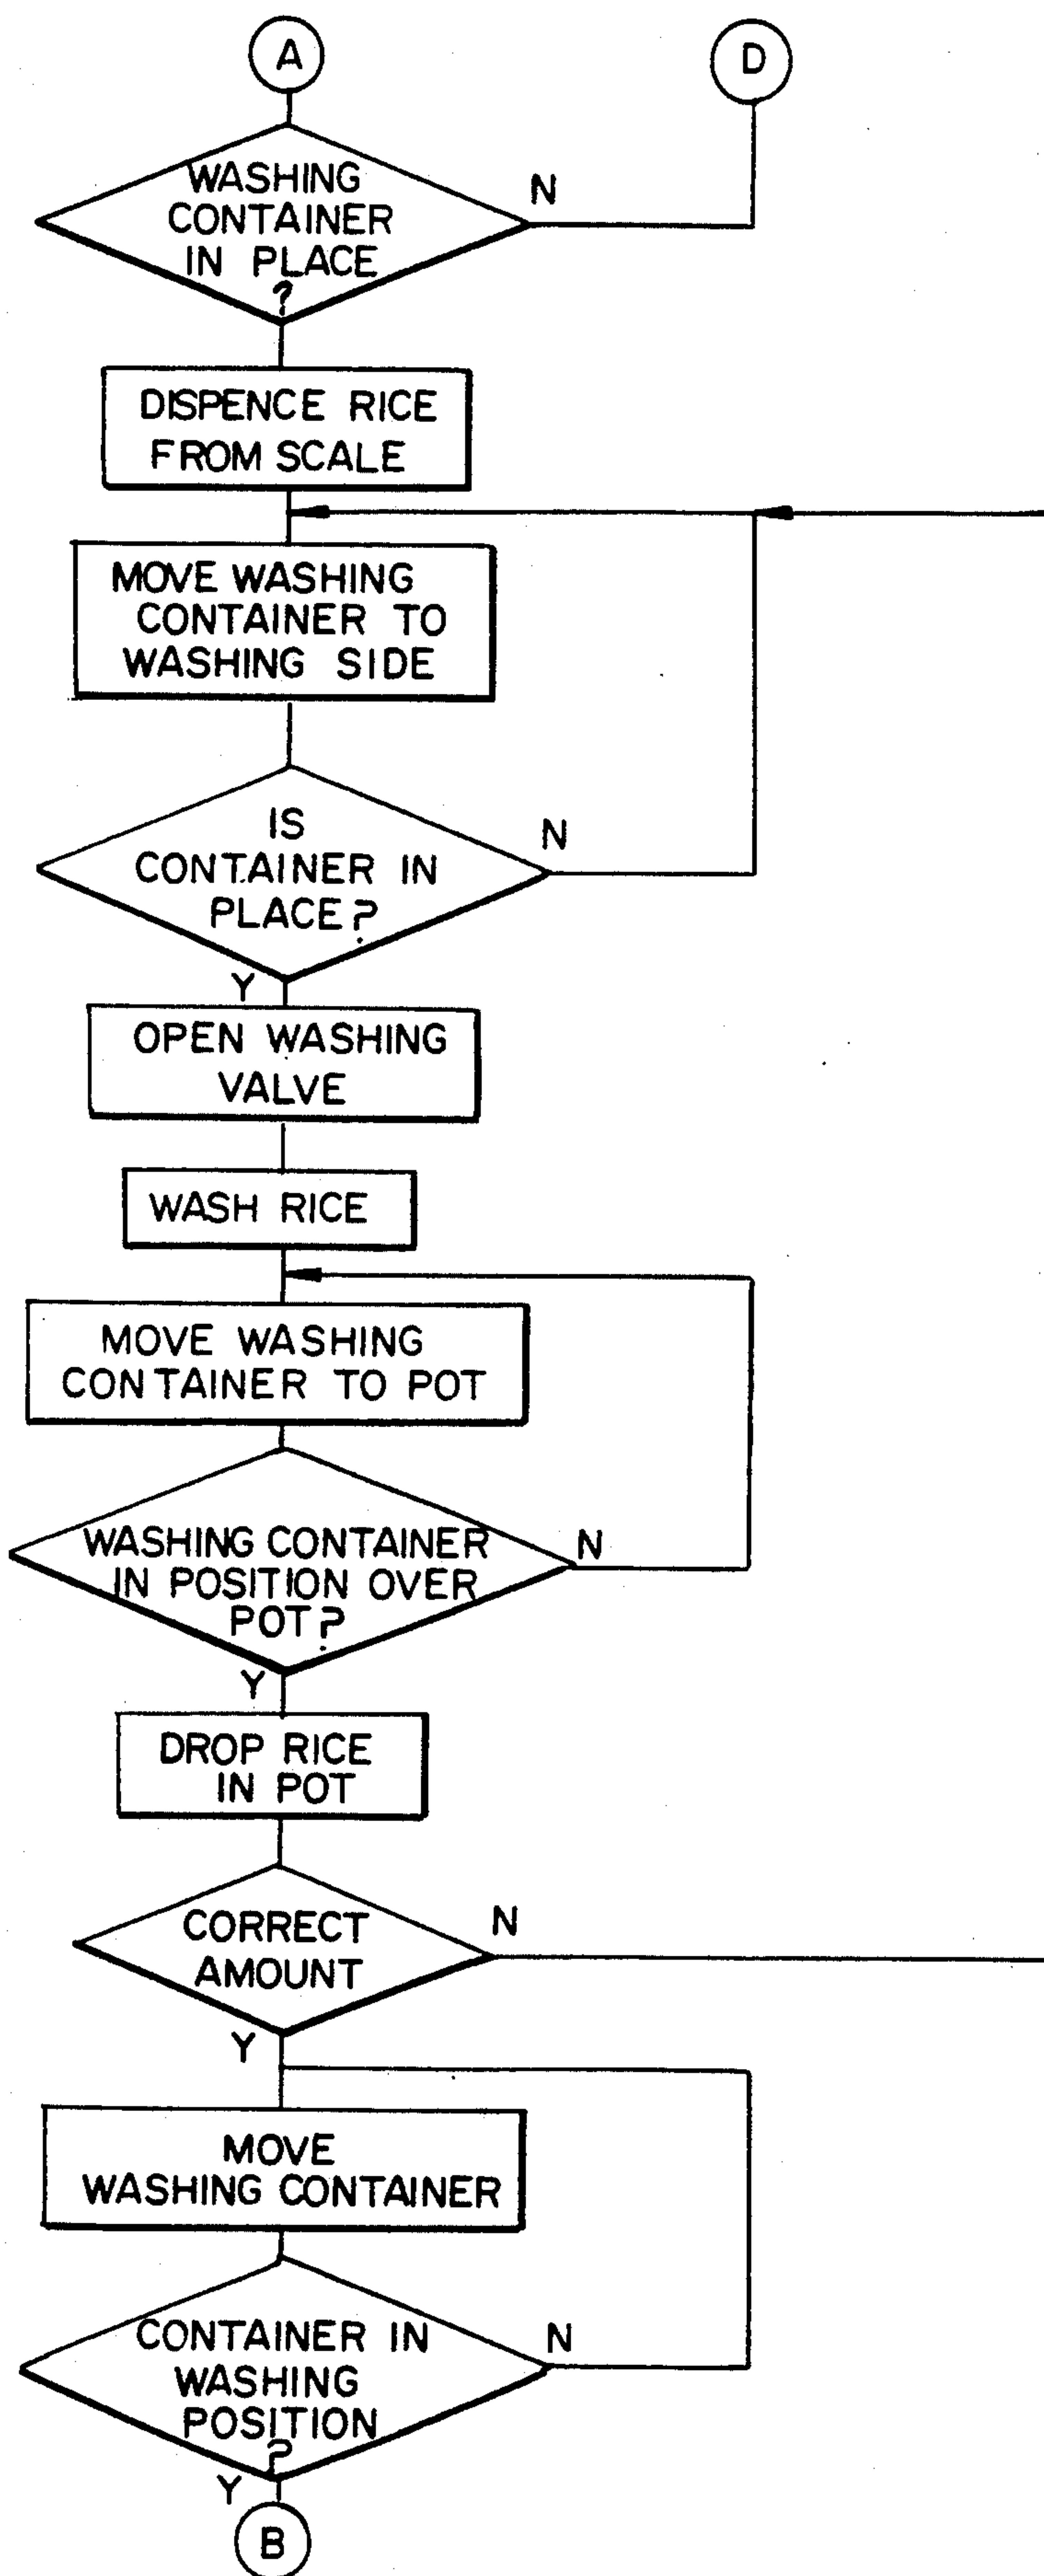 A
D
WASHING
CONTAINER
IN PLACE
?
N
DISPENCE RICE
FROM SCALE
MOVE WASHING
CONTAINER TO
WASHING SIDE
IS
CONTAINER IN
PLACE?
N
Y
OPEN WASHING
VALVE
WASH RICE
MOVE WASHING
CONTAINER TO POT
WASHING CONTAINER
IN POSITION OVER
POT?
N
Y
DROP RICE
IN POT
CORRECT
AMOUNT
N
Y
MOVE
WASHING CONTAINER
CONTAINER IN
WASHING
POSITION
?
N
Y
B